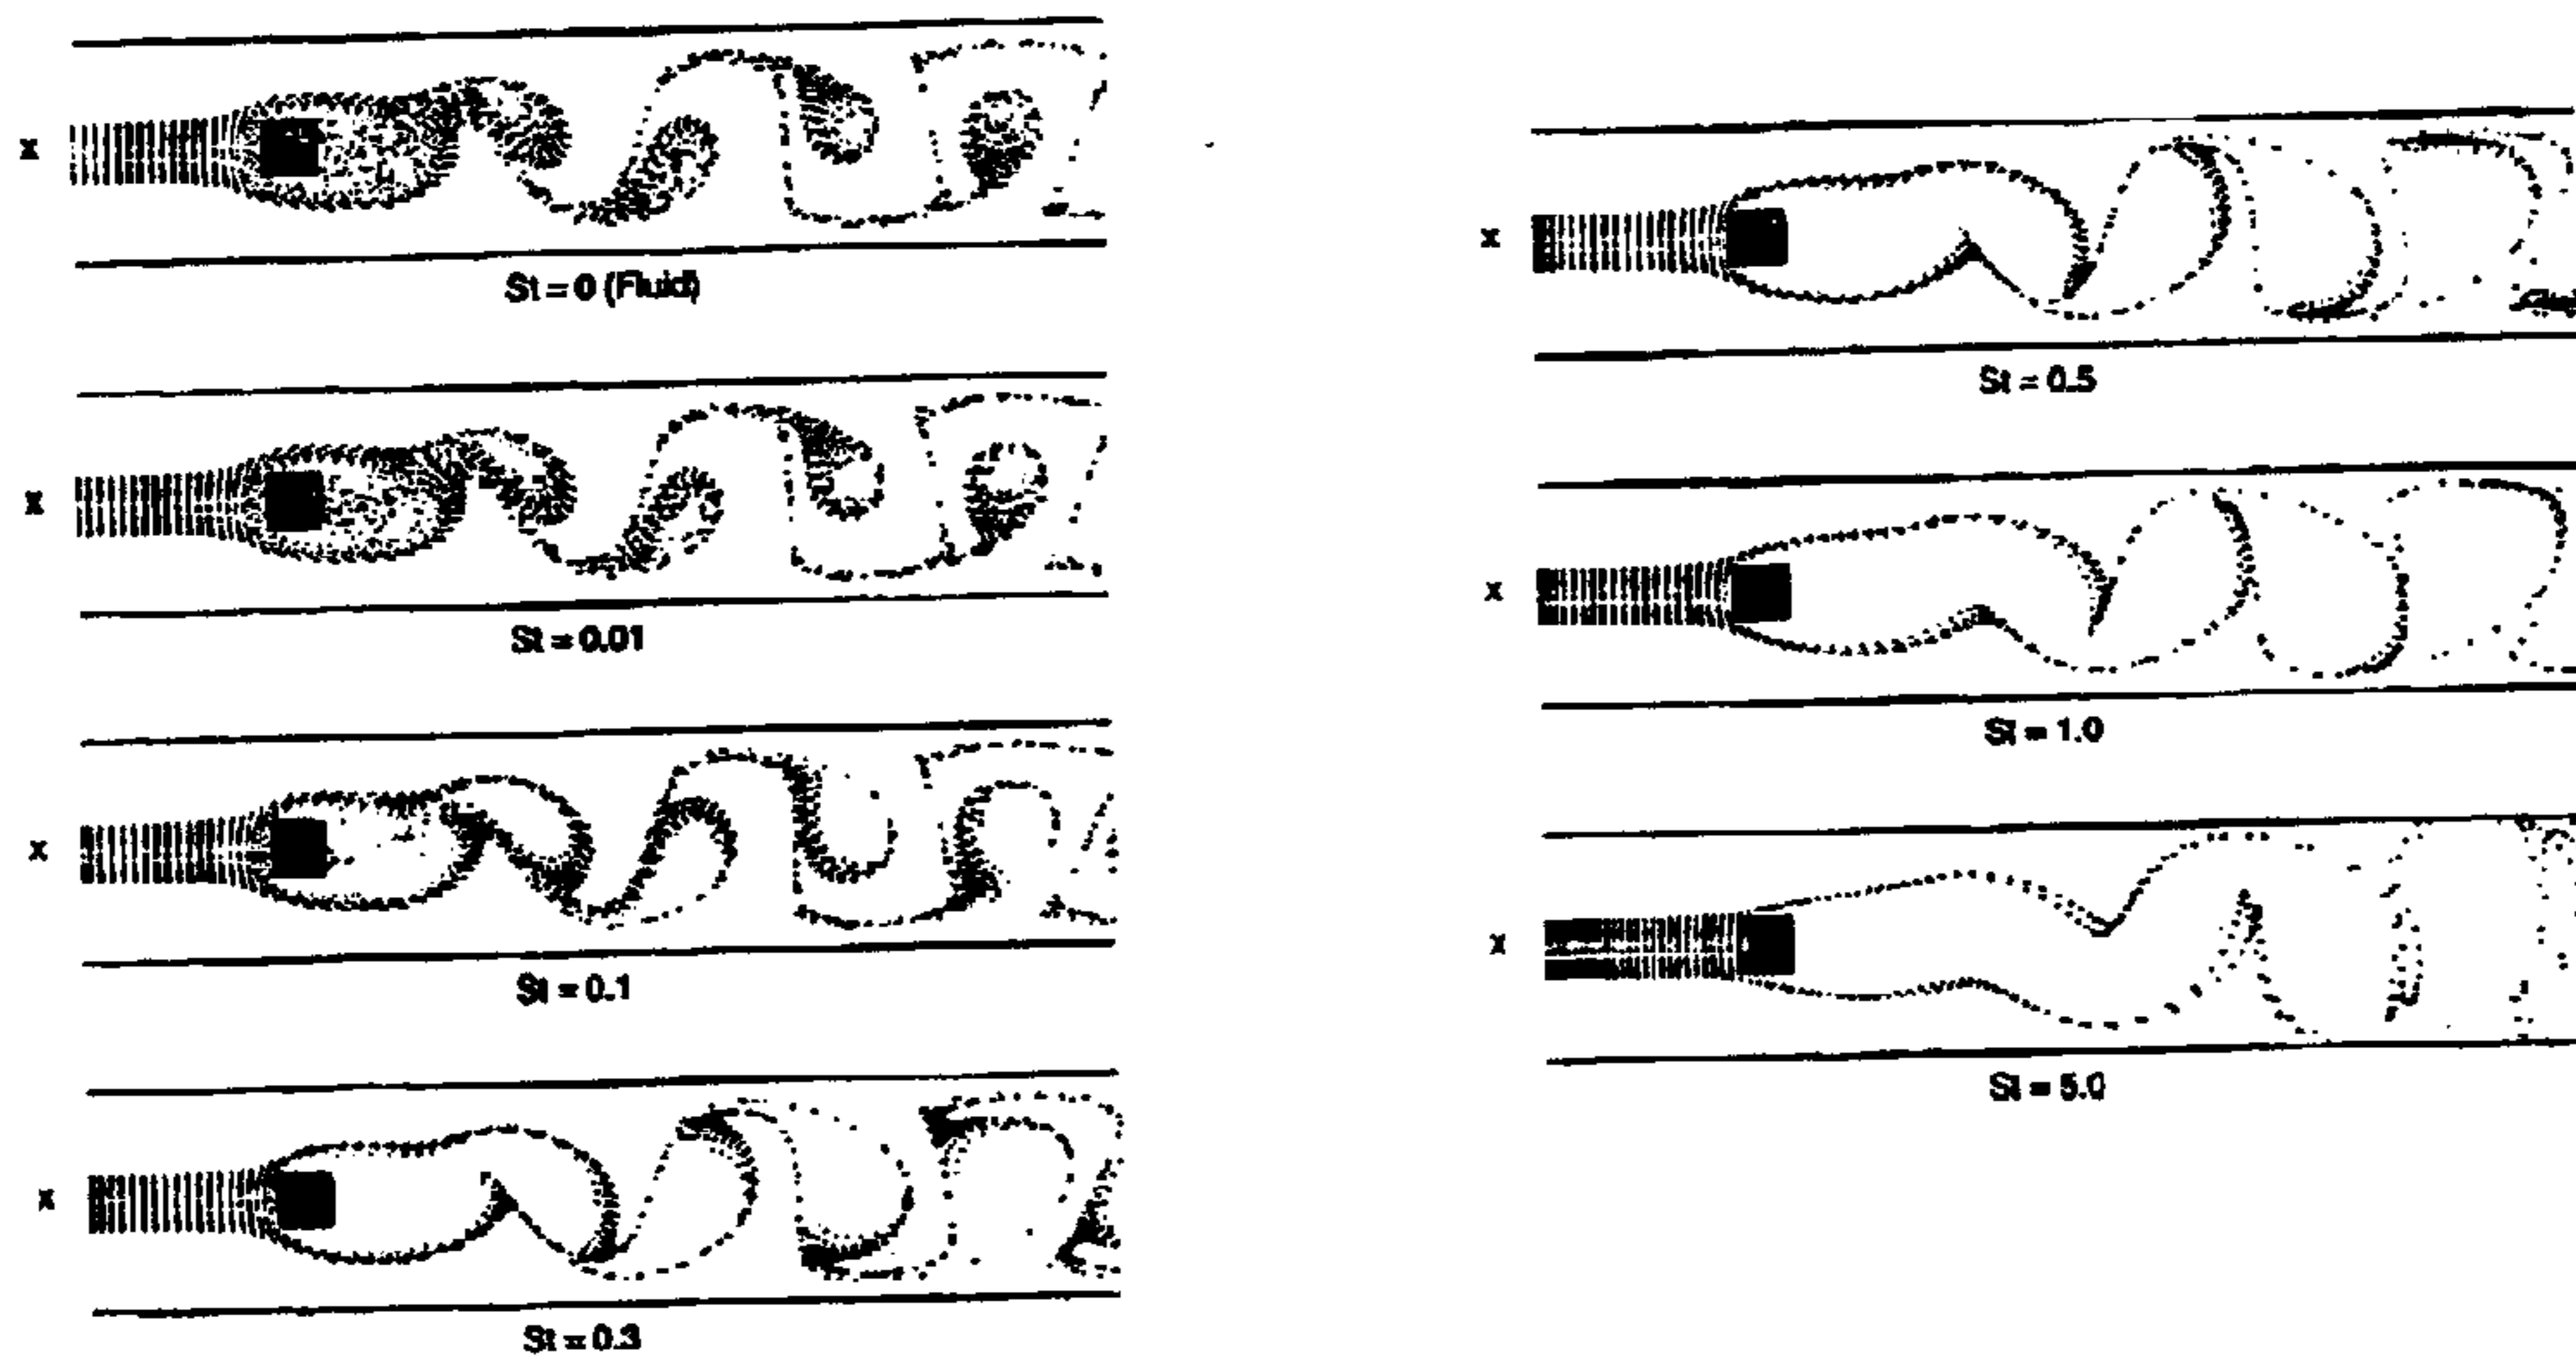 x
St = 0 (Fluid)
x
St = 0.01
x
St = 0.1
x
St = 0.3
x
St = 0.5
x
St = 1.0
x
St = 5.0